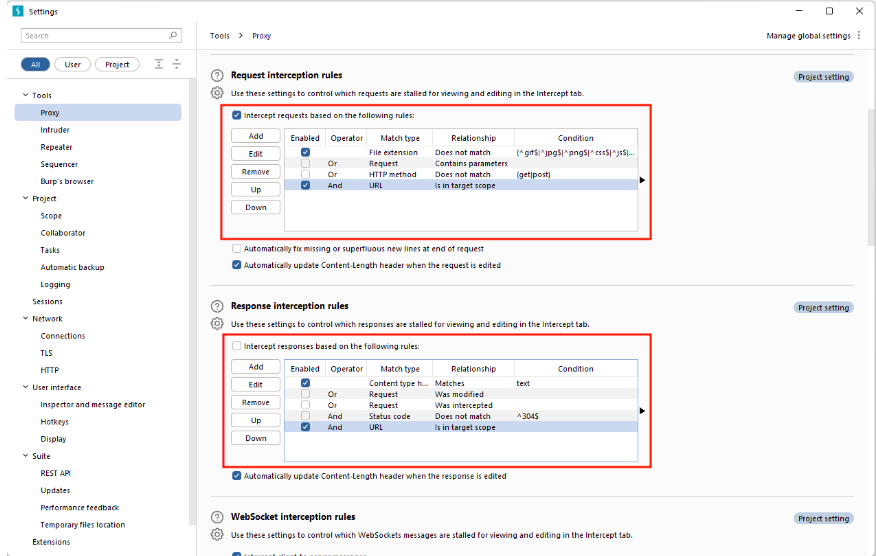 Settings
Search
Tools > Proxy
Manage global settings
All User Project
Tools
Proxy
Intruder
Repeater
Sequencer
Burp's browser
Project
Scope
Collaborator
Tasks
Automatic backup
Logging
Sessions
Network
Connections
TLS
HTTP
User interface
Inspector and message editor
Hotkeys
Display
Suite
REST API
Updates
Performance feedback
Temporary files location
Extensions
Request interception rules
Project setting
Use these settings to control which requests are stalled for viewing and editing in the Intercept tab.
Intercept requests based on the following rules:
Add
Edit
Remove
Up
Down
Enabled Operator Match type Relationship Condition
File extension Does not match (^gif$|^jpg$|^png$|^css$|^js$|...
Or Request Contains parameters
Or HTTP method Does not match (get|post)
And URL Is in target scope
Automatically fix missing or superfluous new lines at end of request
Automatically update Content-Length header when the request is edited
Response interception rules
Project setting
Use these settings to control which responses are stalled for viewing and editing in the Intercept tab.
Intercept responses based on the following rules:
Add
Edit
Remove
Up
Down
Enabled Operator Match type Relationship Condition
Content type h... Matches text
Or Request Was modified
Or Request Was intercepted
And Status code Does not match ^304$
And URL Is in target scope
Automatically update Content-Length header when the response is edited
WebSocket interception rules
Project setting
Use these settings to control which WebSockets messages are stalled for viewing and editing in the Intercept tab.